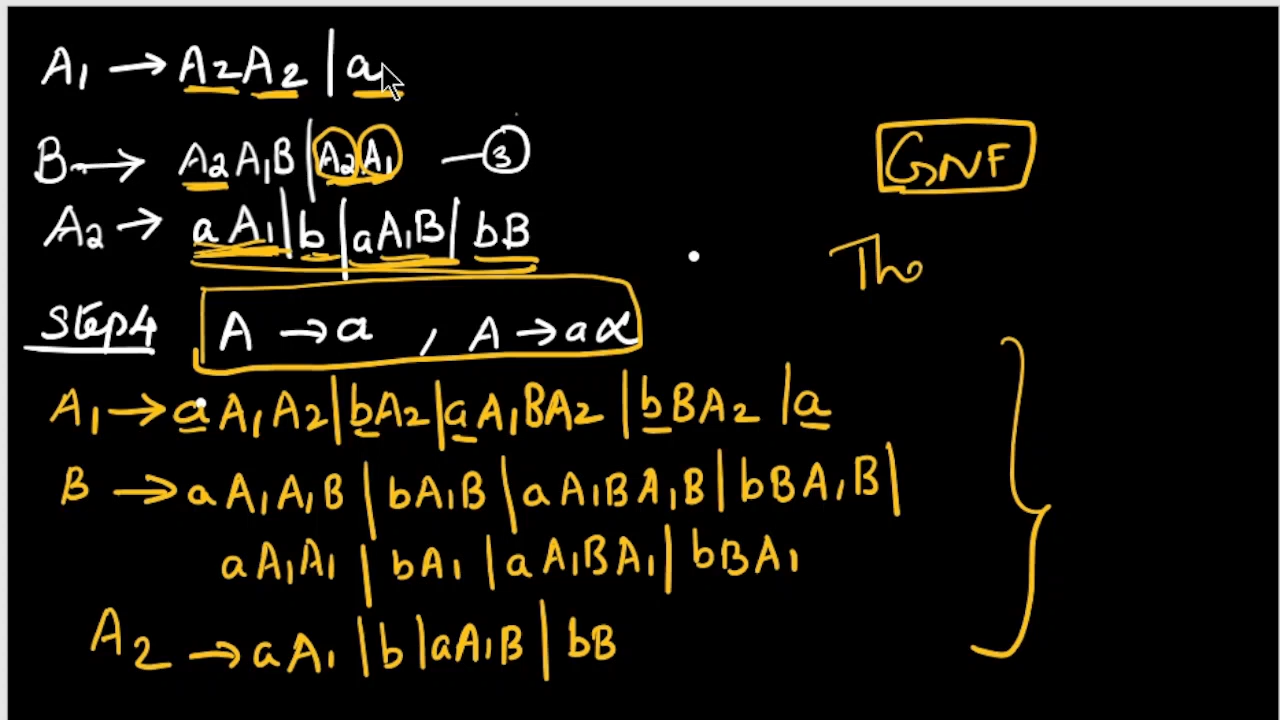 A₁ → A₂A₂ | a
B → A₂A₁B | A₂A₁ — ③
GNF
A₂ → aA₁ | b | aA₁B | bB
The
Step4 A → a , A → aα
A₁ → aA₁A₂ | bA₂ | aA₁BA₂ | bBA₂ | a
B → aA₁A₁B | bA₁B | aA₁BA₁B | bBA₁B |
aA₁A₁ | bA₁ | aA₁BA₁ | bBA₁
A₂ → aA₁ | b | aA₁B | bB